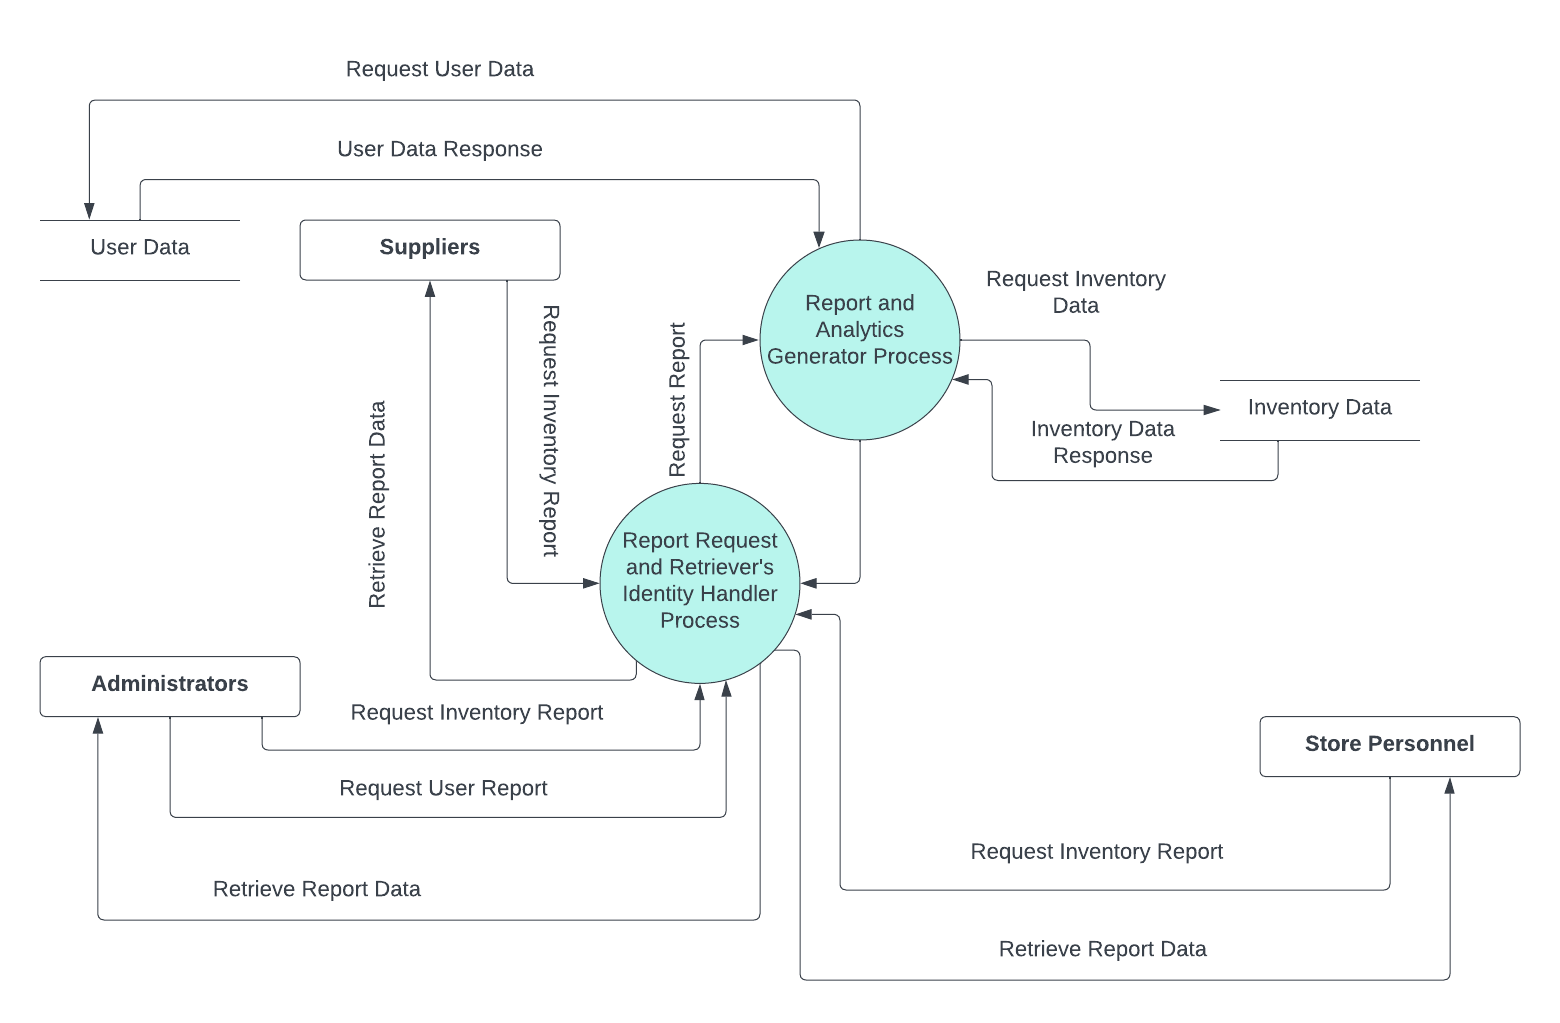 Request User Data
User Data Response
User Data
Suppliers
Report and
Analytics
Generator Process
Request Inventory
Data
Request Report
Request Inventory Report
Retrieve Report Data
Inventory Data
Inventory Data
Response
Report Request
and Retriever's
Identity Handler
Process
Administrators
Request Inventory Report
Request User Report
Retrieve Report Data
Store Personnel
Request Inventory Report
Retrieve Report Data